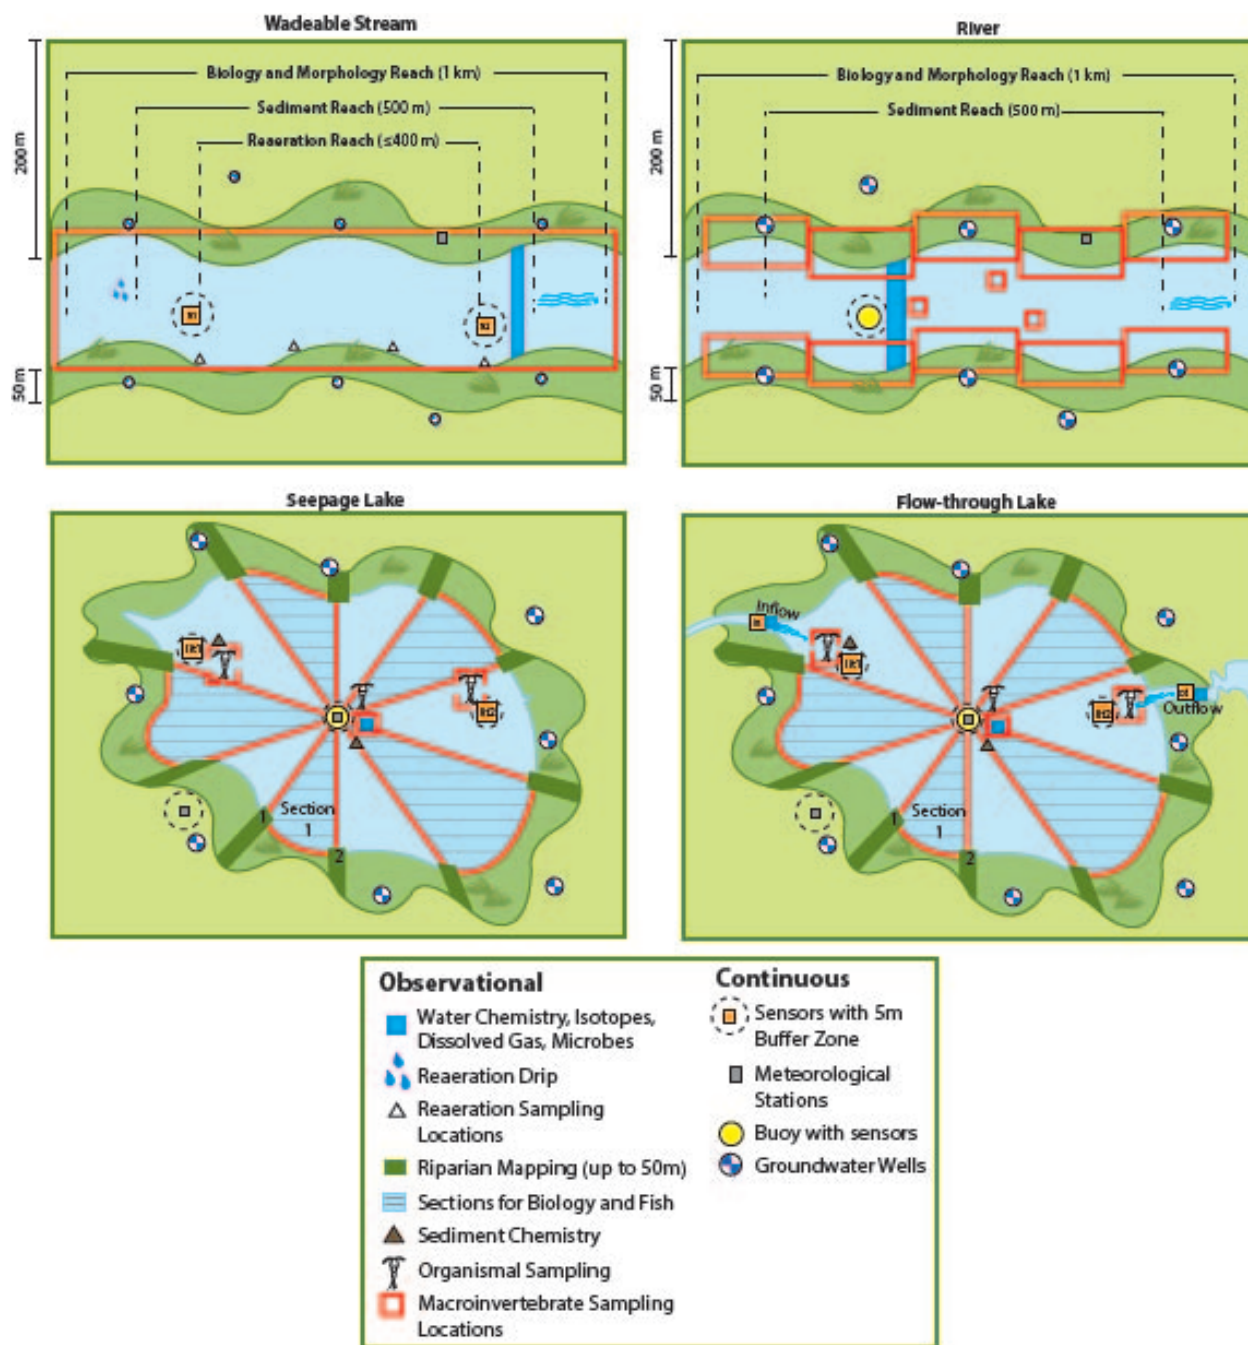 Wadeable Stream
Biology and Morphology Reach (1 km)
Sediment Reach (500 m)
Reaeration Reach (≤400 m)
200 m
50 m
S1
S2
River
Biology and Morphology Reach (1 km)
Sediment Reach (500 m)
200 m
50 m
Seepage Lake
Section
1
1
2
Flow-through Lake
Inflow
Outflow
Section
1
1
2
Observational
Water Chemistry, Isotopes,
Dissolved Gas, Microbes
Reaeration Drip
Reaeration Sampling
Locations
Riparian Mapping (up to 50m)
Sections for Biology and Fish
Sediment Chemistry
Organismal Sampling
Macroinvertebrate Sampling
Locations
Continuous
Sensors with 5m
Buffer Zone
Meteorological
Stations
Buoy with sensors
Groundwater Wells